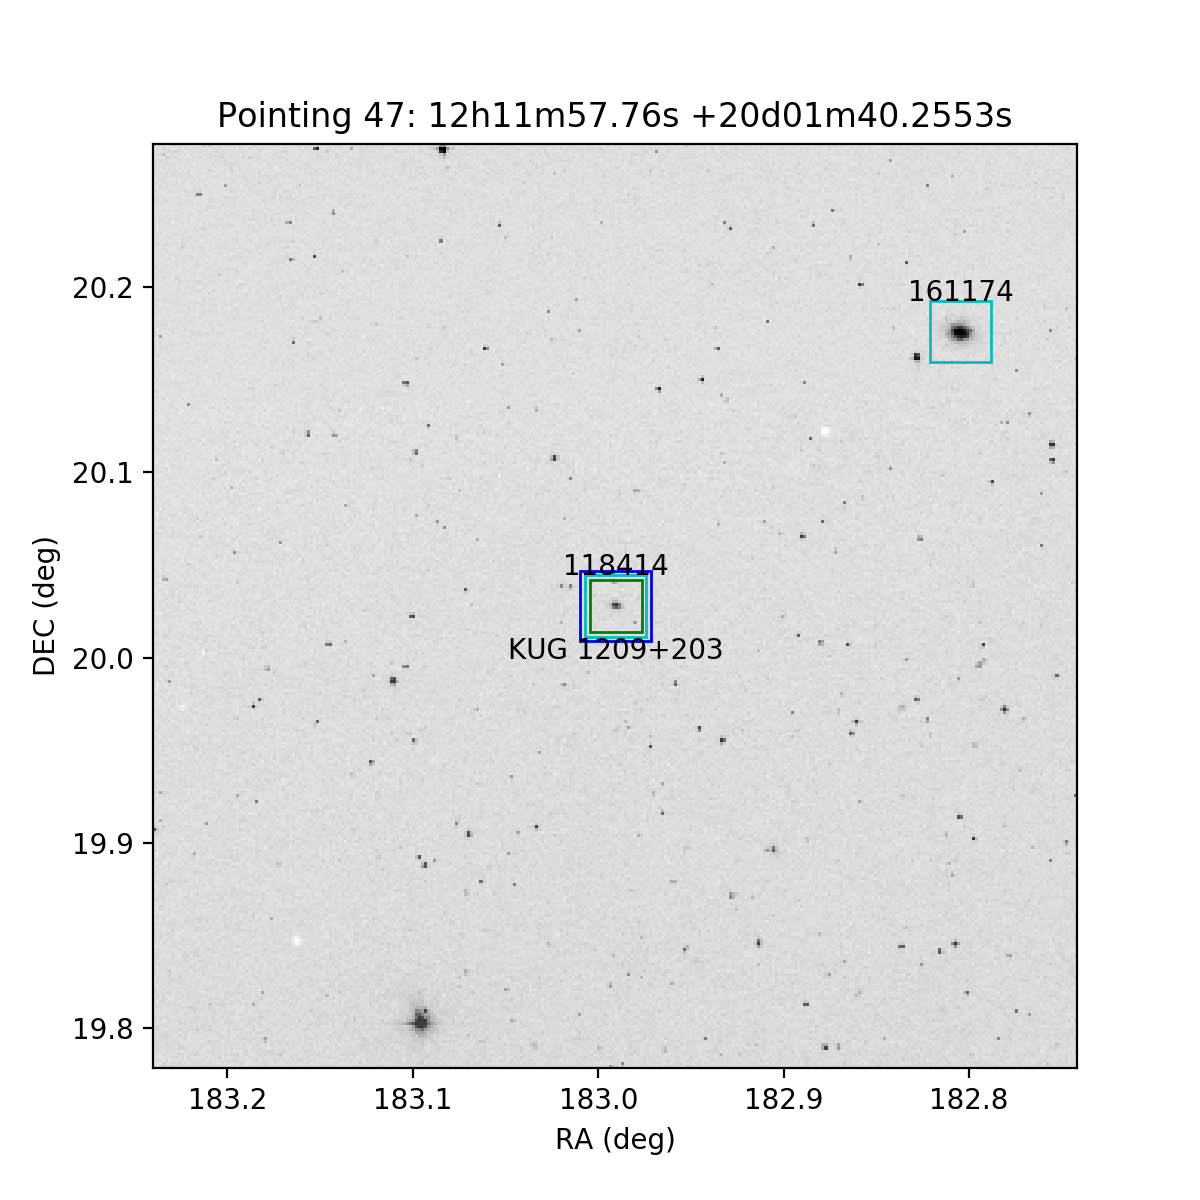 Pointing 47: 12h11m57.76s +20d01m40.2553s
20.2
20.1
20.0
19.9
19.8
DEC (deg)
161174
118414
KUG 1209+203
183.2 183.1 183.0 182.9 182.8
RA (deg)